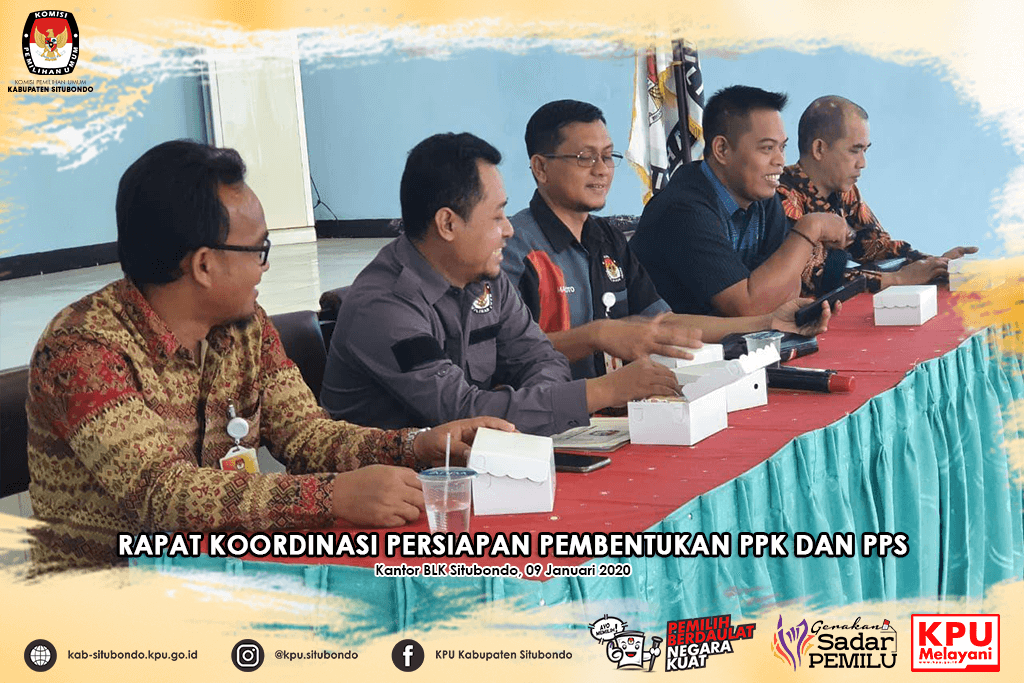 KOMISI
PEMILIHAN UMUM
KOMISI PEMILIHAN UMUM
KABUPATEN SITUBONDO
RAPAT KOORDINASI PERSIAPAN PEMBENTUKAN PPK DAN PPS
Kantor BLK Situbondo, 09 Januari 2020
kab-situbondo.kpu.go.id
@kpu.situbondo
KPU Kabupaten Situbondo
AYO
MEMILIH!
PEMILIH
BERDAULAT
NEGARA
KUAT
Gerakan
Sadar
PEMILU
KPU
Melayani